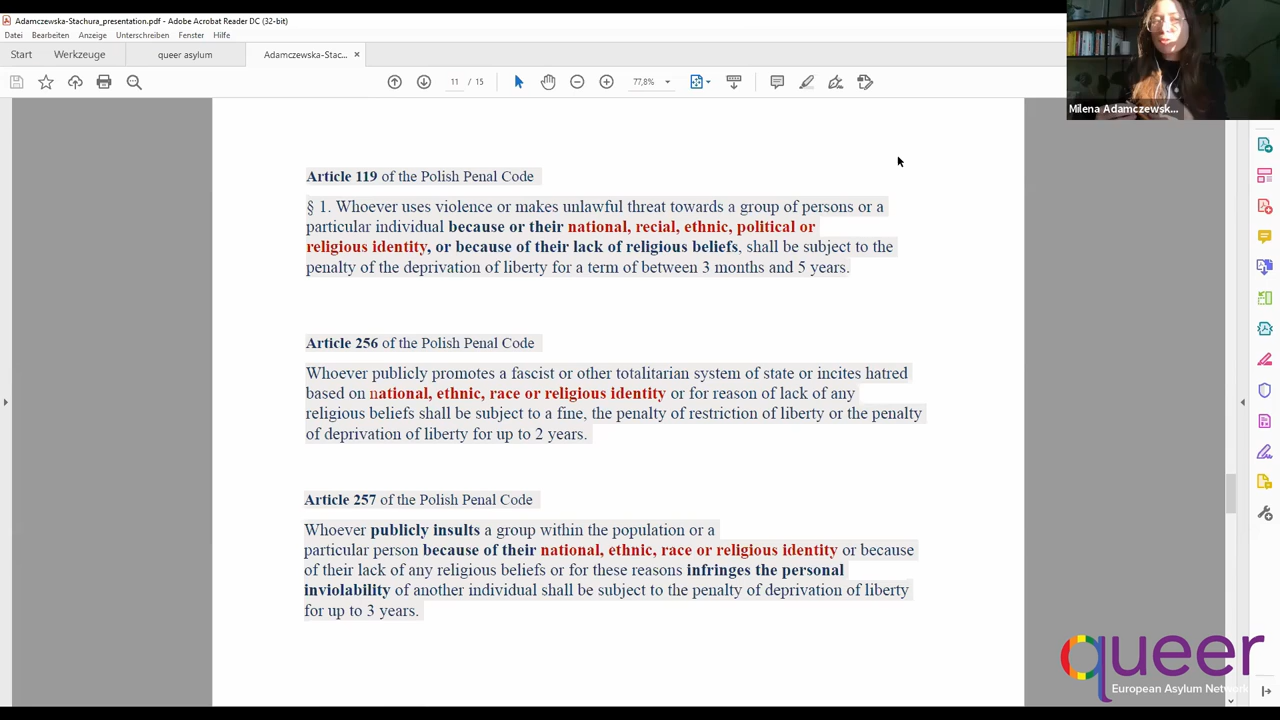 Adamczewska-Stachura_presentation.pdf - Adobe Acrobat Reader DC (32-bit)
Datei Bearbeiten Anzeige Unterschreiben Fenster Hilfe
Start Werkzeuge queer asylum Adamczewska-Stac... ×
11 / 15 77,8%
Milena Adamczewsk...
Article 119 of the Polish Penal Code
§ 1. Whoever uses violence or makes unlawful threat towards a group of persons or a
particular individual because or their national, recial, ethnic, political or
religious identity, or because of their lack of religious beliefs, shall be subject to the
penalty of the deprivation of liberty for a term of between 3 months and 5 years.
Article 256 of the Polish Penal Code
Whoever publicly promotes a fascist or other totalitarian system of state or incites hatred
based on national, ethnic, race or religious identity or for reason of lack of any
religious beliefs shall be subject to a fine, the penalty of restriction of liberty or the penalty
of deprivation of liberty for up to 2 years.
Article 257 of the Polish Penal Code
Whoever publicly insults a group within the population or a
particular person because of their national, ethnic, race or religious identity or because
of their lack of any religious beliefs or for these reasons infringes the personal
inviolability of another individual shall be subject to the penalty of deprivation of liberty
for up to 3 years.
queer
European Asylum Network